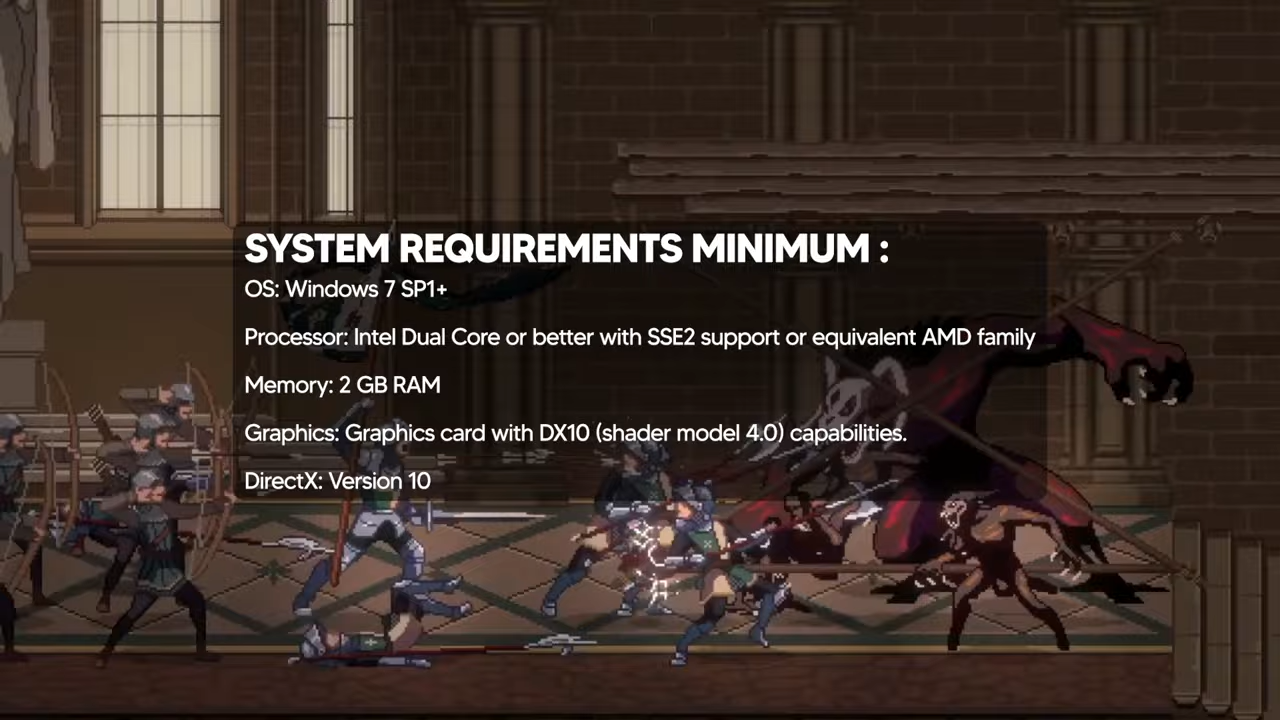 SYSTEM REQUIREMENTS MINIMUM :
OS: Windows 7 SP1+
Processor: Intel Dual Core or better with SSE2 support or equivalent AMD family
Memory: 2 GB RAM
Graphics: Graphics card with DX10 (shader model 4.0) capabilities.
DirectX: Version 10